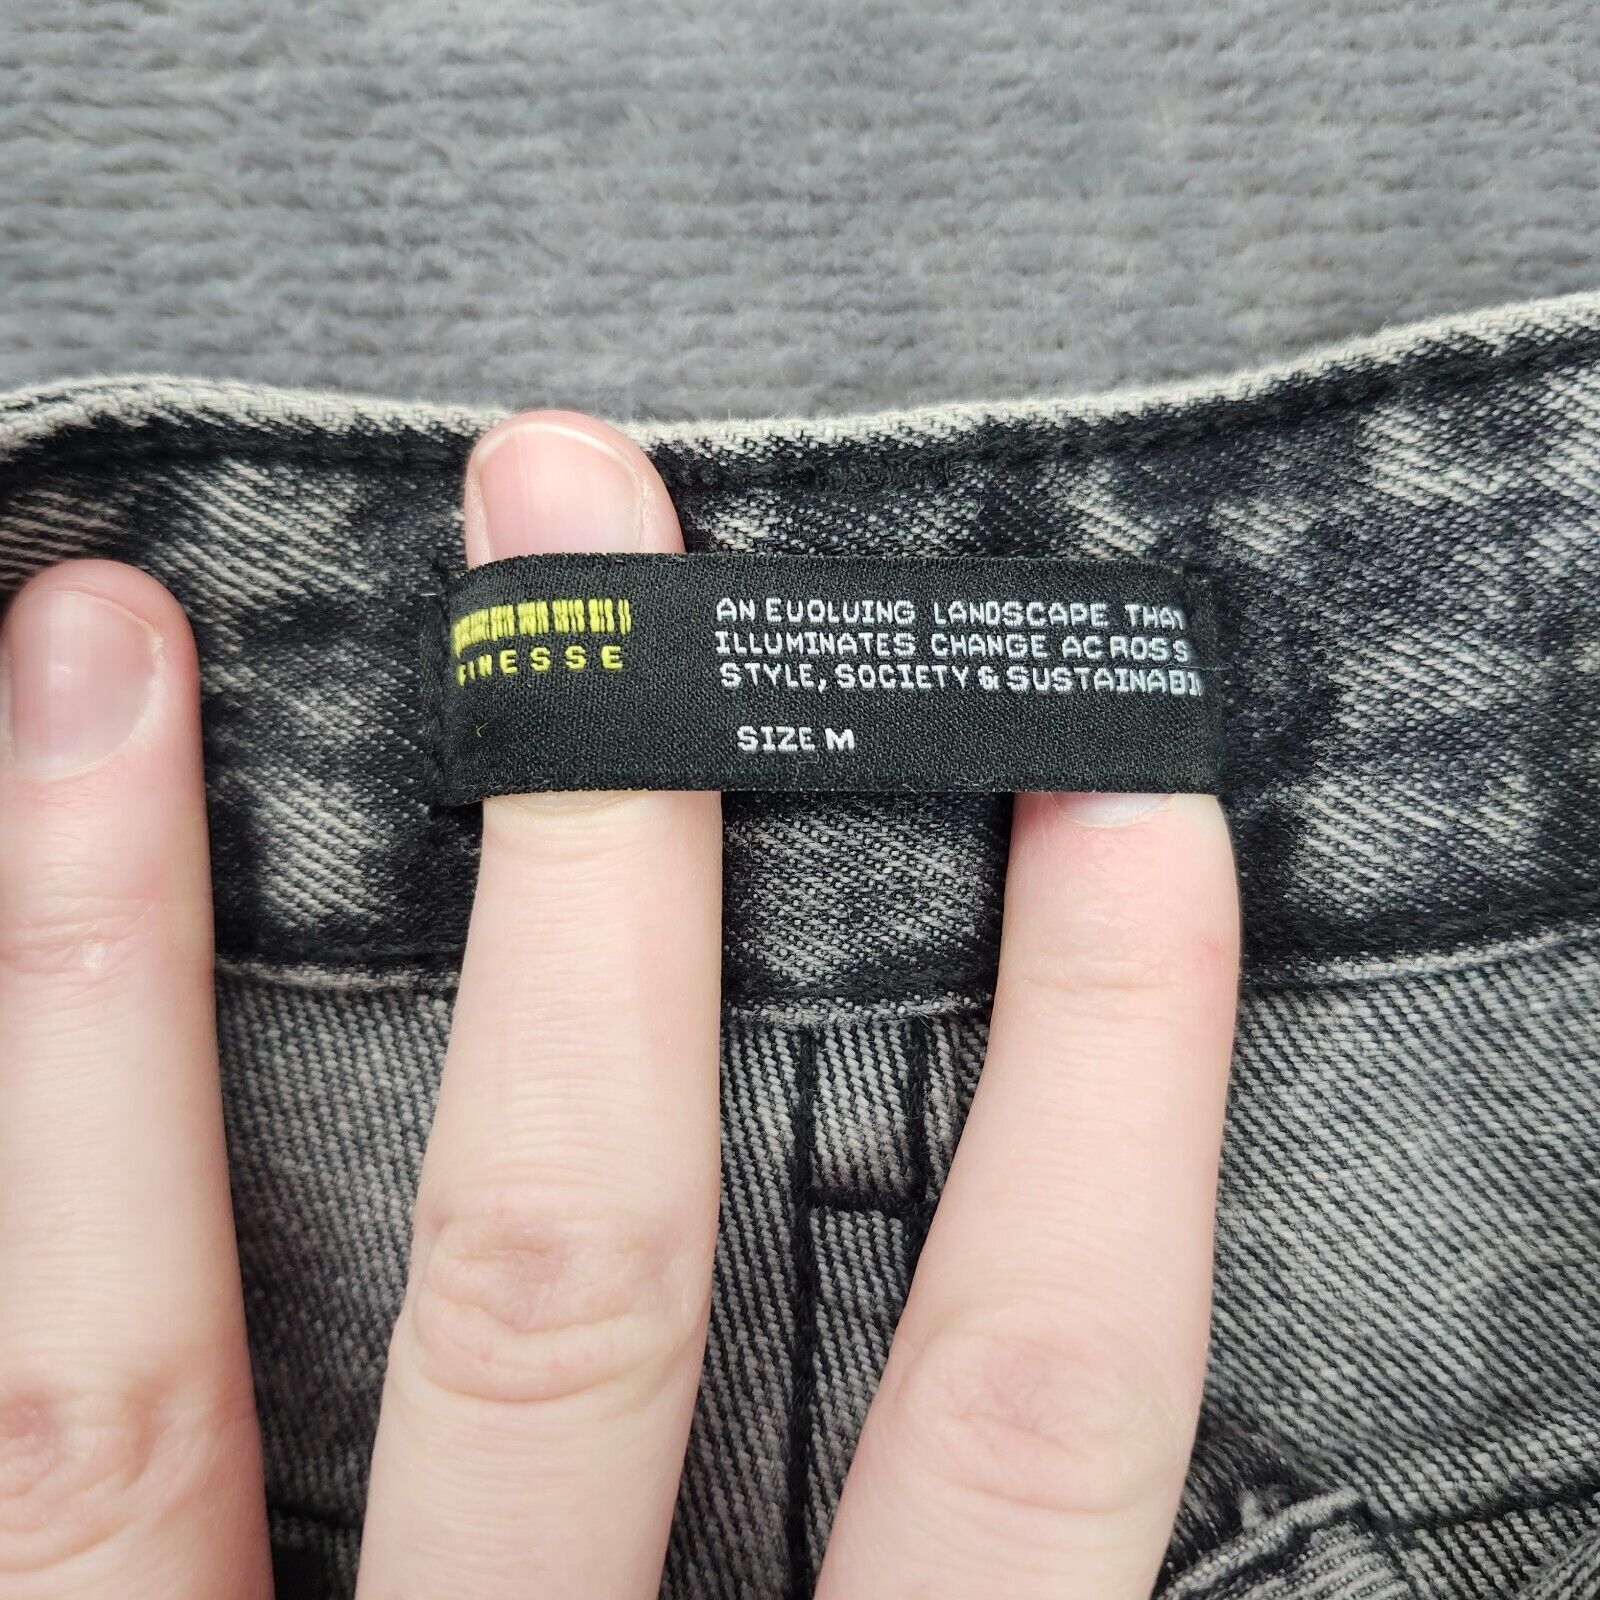 FINESSE
AN EVOLVING LANDSCAPE THAT
ILLUMINATES CHANGE ACROSS
STYLE, SOCIETY & SUSTAINABI
SIZE M